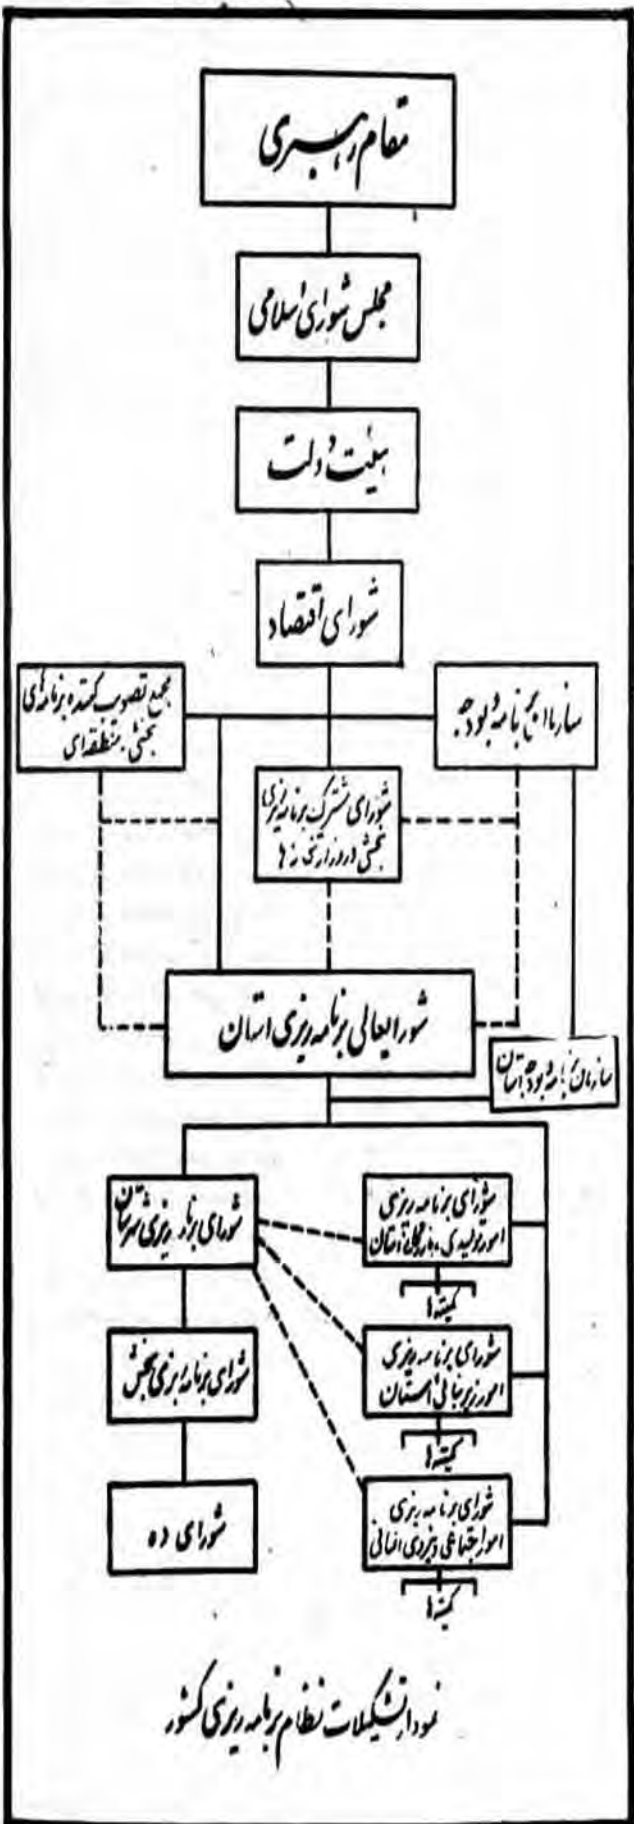 مقام رهبری
مجلس شورای اسلامی
هیئت دولت
شورای اقتصاد
سازمان برنامه و بودجه
مجمع تصویب کننده برنامه‌های
بخشی منطقه‌ای
شورای مشترک برنامه‌ریزی
بخشی در وزارتخانه‌ها
شورایعالی برنامه‌ریزی استان
سازمان برنامه و بودجه استان
شورای برنامه‌ریزی
امور تولیدی، بازرگانی استان
کمیته‌ها
شورای برنامه‌ریزی شهرستان
شورای برنامه‌ریزی
امور زیربنائی استان
کمیته‌ها
شورای برنامه‌ریزی بخش
شورای برنامه‌ریزی
امور اجتماعی و نیروی انسانی
کمیته‌ها
شورای ده
نمودار تشکیلات نظام برنامه‌ریزی کشور